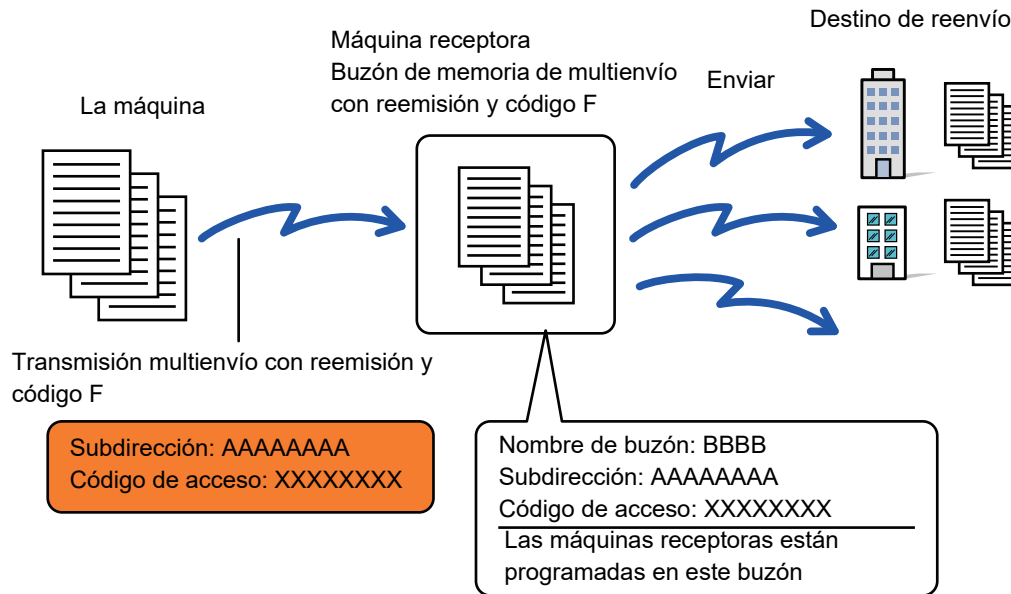 Destino de reenvío
Máquina receptora
Buzón de memoria de multienvío
con reemisión y código F
Enviar
La máquina
Transmisión multienvío con reemisión y
código F
Subdirección: AAAAAAAA
Código de acceso: XXXXXXXX
Nombre de buzón: BBBB
Subdirección: AAAAAAAA
Código de acceso: XXXXXXXX
Las máquinas receptoras están
programadas en este buzón